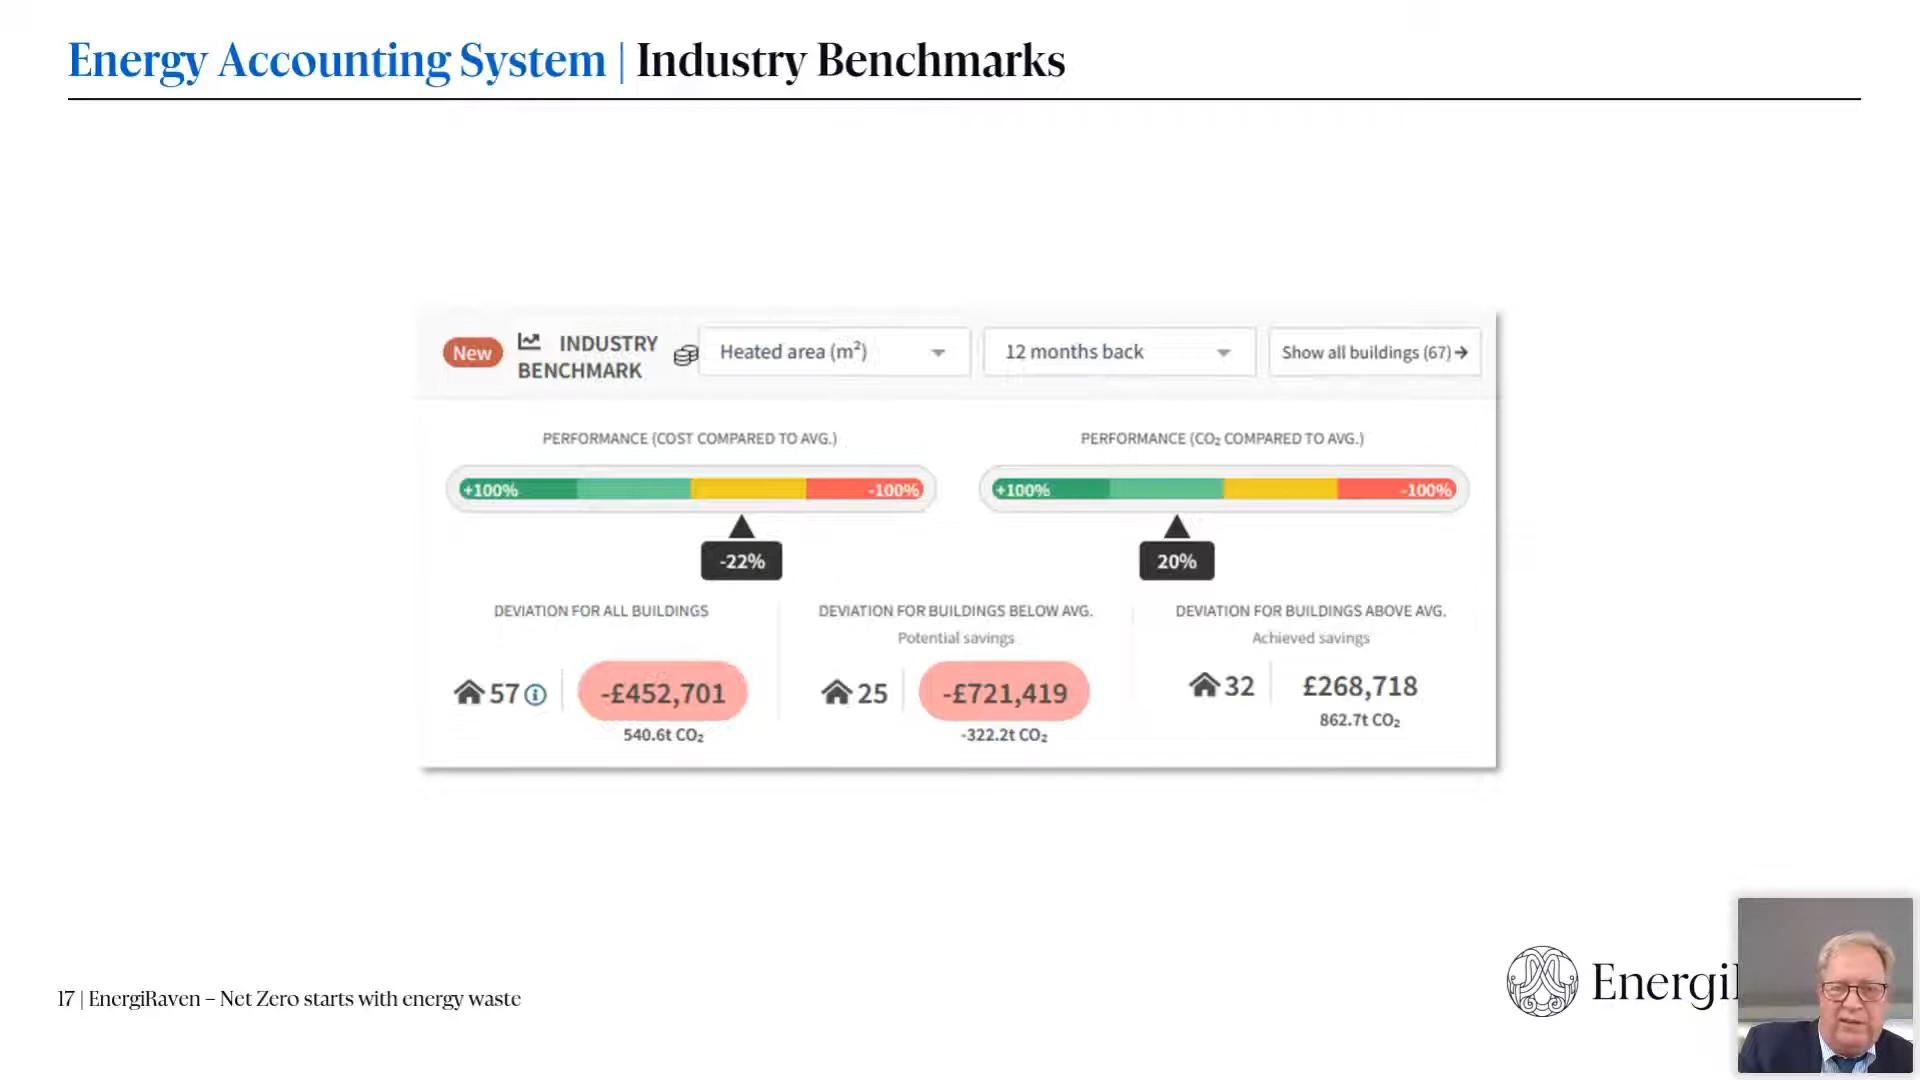 Energy Accounting System | Industry Benchmarks
New
INDUSTRY
BENCHMARK
Heated area (m²)
12 months back
Show all buildings (67)→
PERFORMANCE (COST COMPARED TO AVG.)
+100% -100%
-22%
PERFORMANCE (CO₂ COMPARED TO AVG.)
+100% -100%
20%
DEVIATION FOR ALL BUILDINGS
57
-£452,701
540.6t CO₂
DEVIATION FOR BUILDINGS BELOW AVG.
Potential savings
25
-£721,419
-322.2t CO₂
DEVIATION FOR BUILDINGS ABOVE AVG.
Achieved savings
32
£268,718
862.7t CO₂
17 | EnergiRaven – Net Zero starts with energy waste